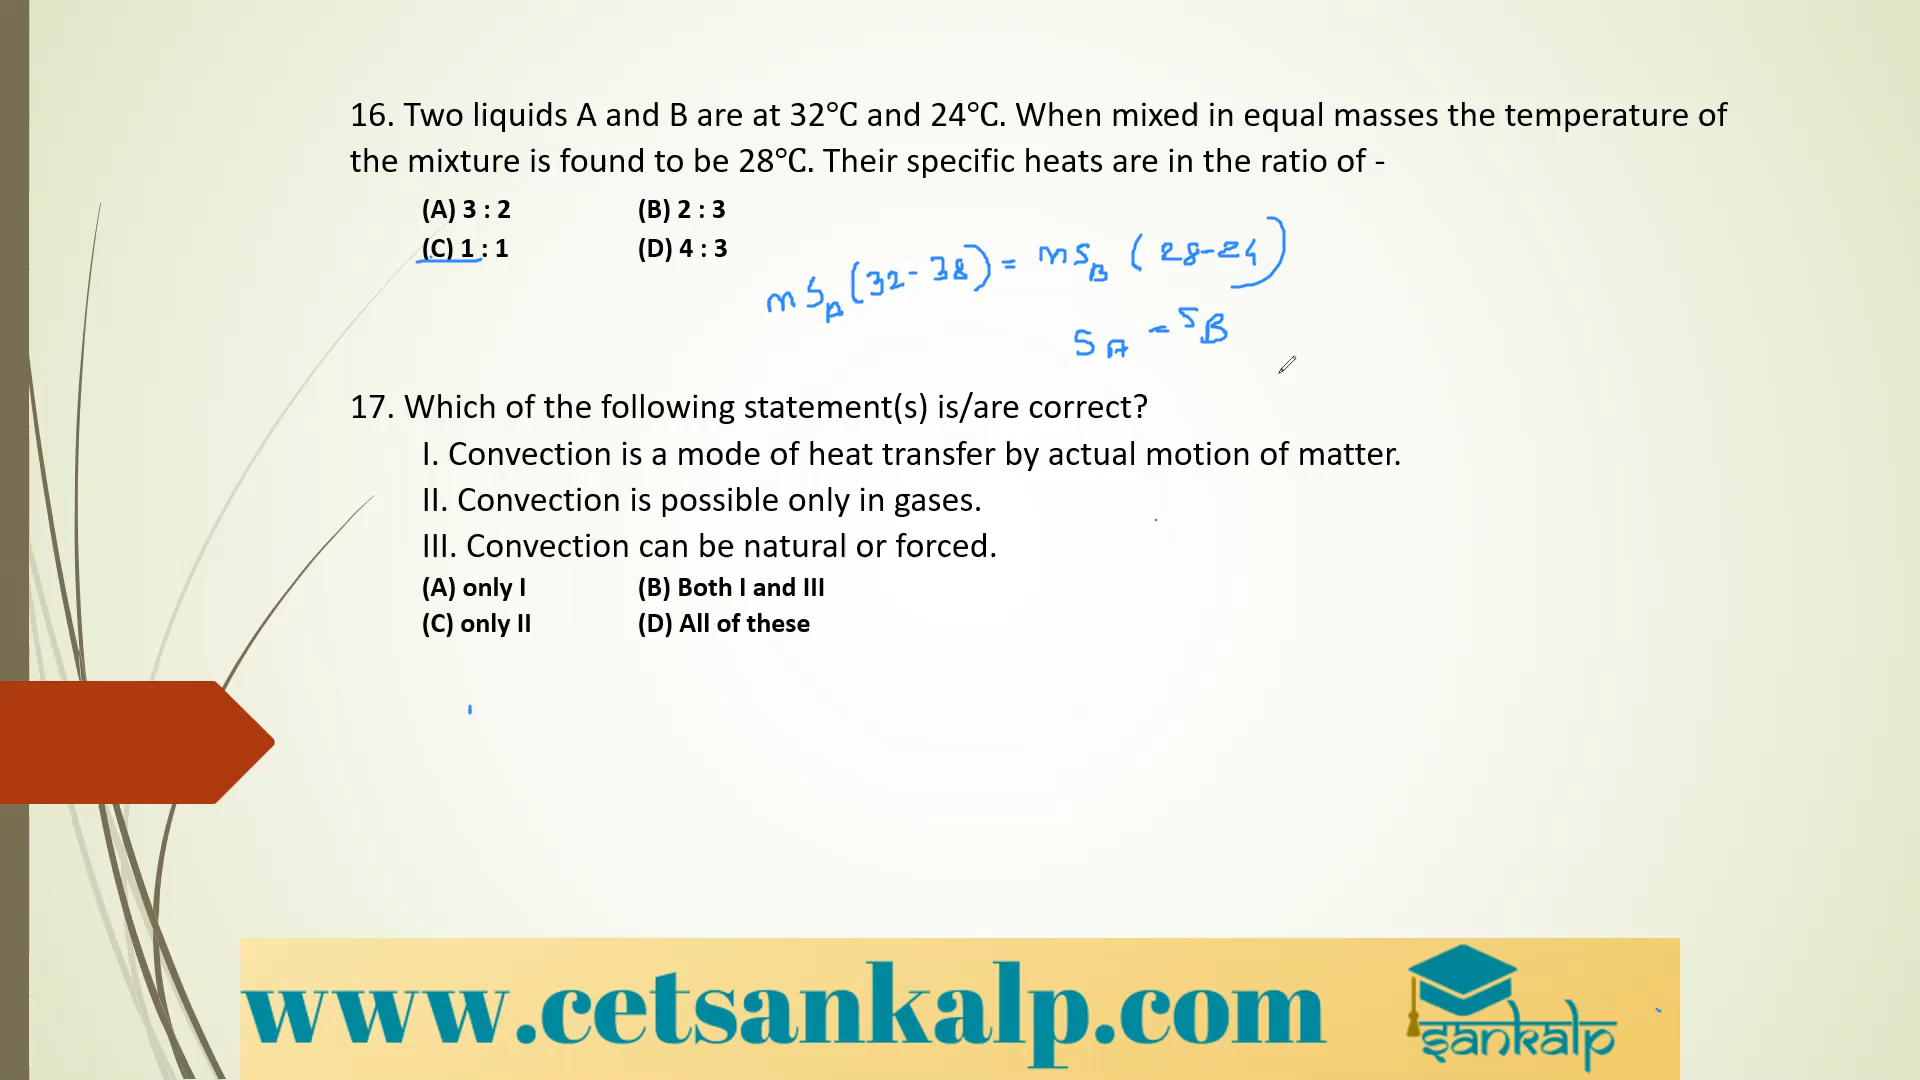 16. Two liquids A and B are at 32℃ and 24℃. When mixed in equal masses the temperature of
the mixture is found to be 28℃. Their specific heats are in the ratio of -
(A) 3 : 2 (B) 2 : 3
(C) 1 : 1 (D) 4 : 3
m S_A (32 - 38) = m S_B (28 - 24)
S_A = S_B
17. Which of the following statement(s) is/are correct?
I. Convection is a mode of heat transfer by actual motion of matter.
II. Convection is possible only in gases.
III. Convection can be natural or forced.
(A) only I (B) Both I and III
(C) only II (D) All of these
www.cetsankalp.com
sankalp